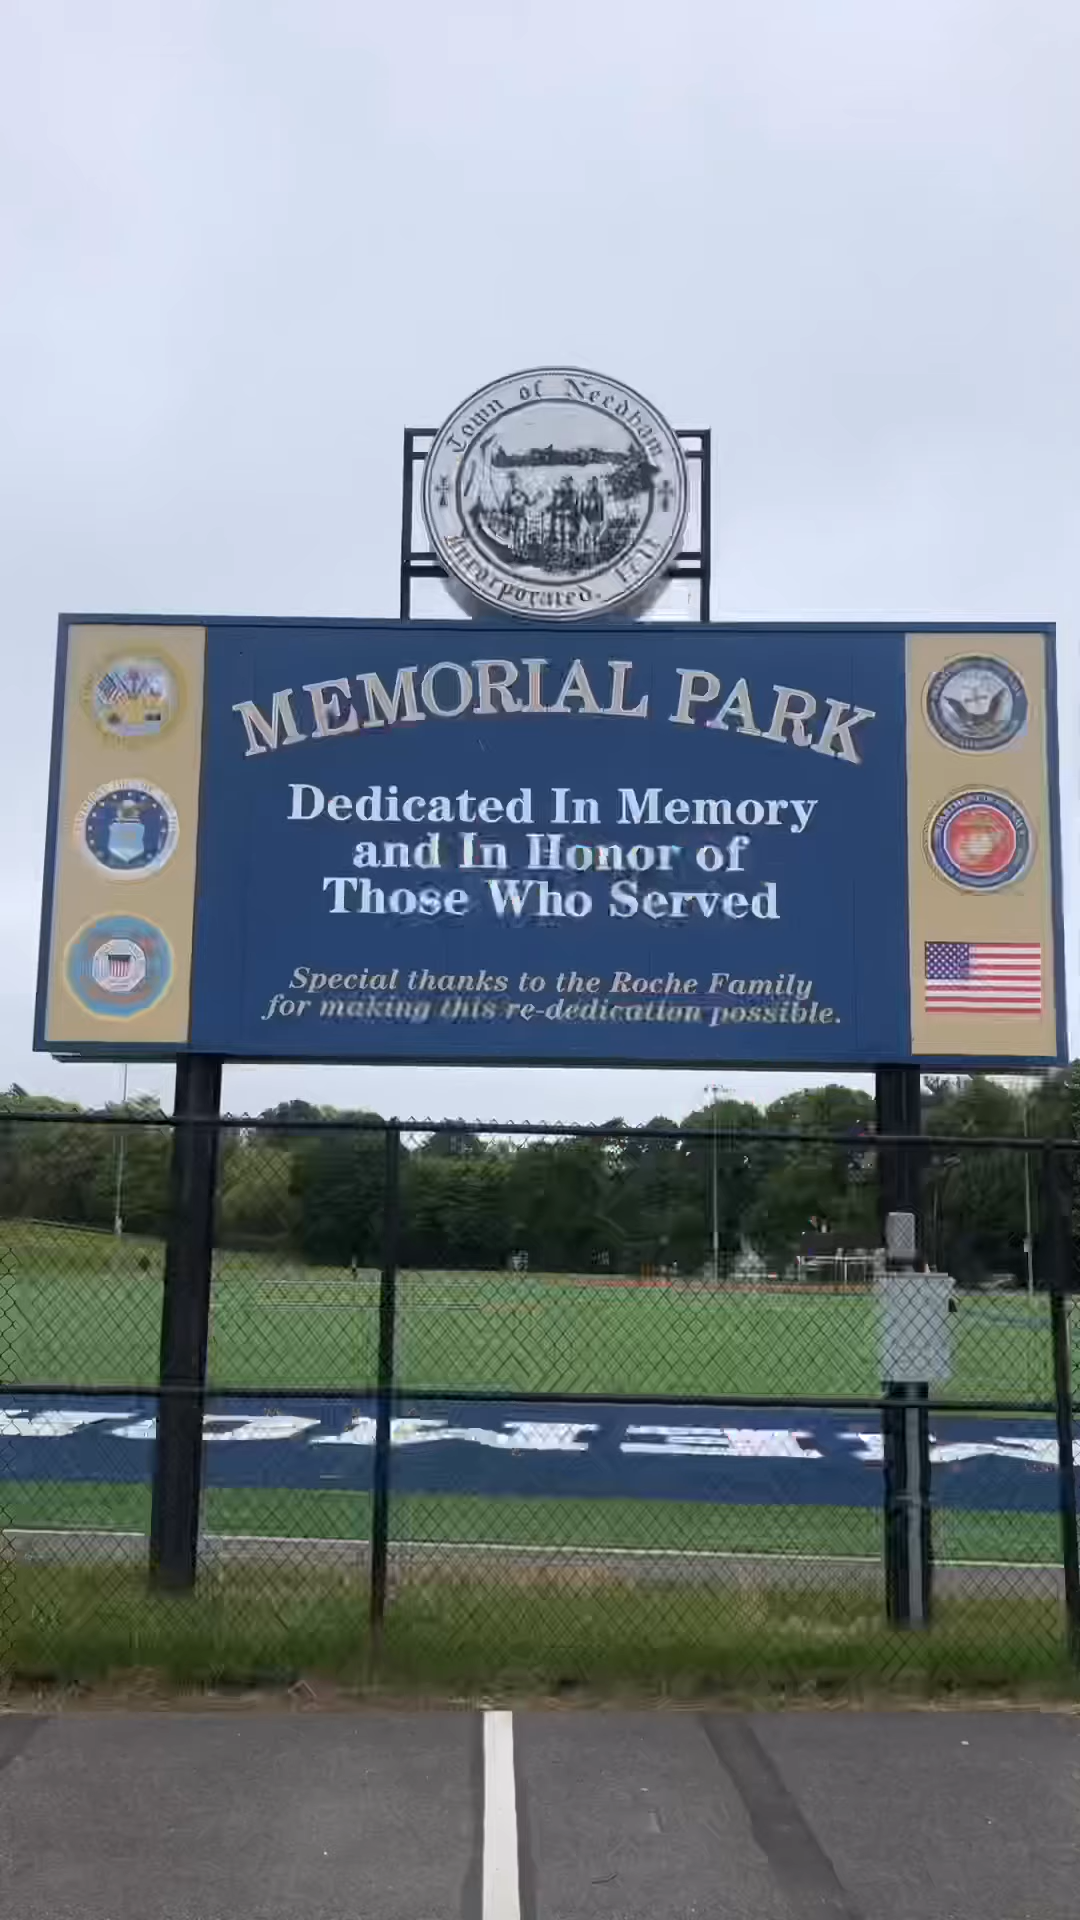 Town of Needham
Incorporated, 1711
MEMORIAL PARK
Dedicated In Memory
and In Honor of
Those Who Served
Special thanks to the Roche Family
for making this re-dedication possible.